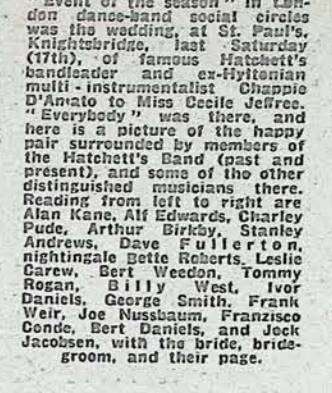 "Event of the season" in Lon-
don dance-band social circles
was the wedding, at St. Paul's,
Knightsbridge, last Saturday
(17th), of famous Hatchett's
bandleader and ex-Hyltonian
multi-instrumentalist Chappie
D'Amato to Miss Cecile Jeffree.
"Everybody" was there, and
here is a picture of the happy
pair surrounded by members of
the Hatchett's Band (past and
present), and some of the other
distinguished musicians there.
Reading from left to right are
Alan Kane, Alf Edwards, Charley
Pude, Arthur Birkby, Stanley
Andrews, Dave Fullerton,
nightingale Bette Roberts, Leslie
Carew, Bert Weedon, Tommy
Rogan, Billy West, Ivor
Daniels, George Smith, Frank
Weir, Joe Nussbaum, Franzisco
Conde, Bert Daniels, and Jock
Jacobsen, with the bride, bride-
groom, and their page.